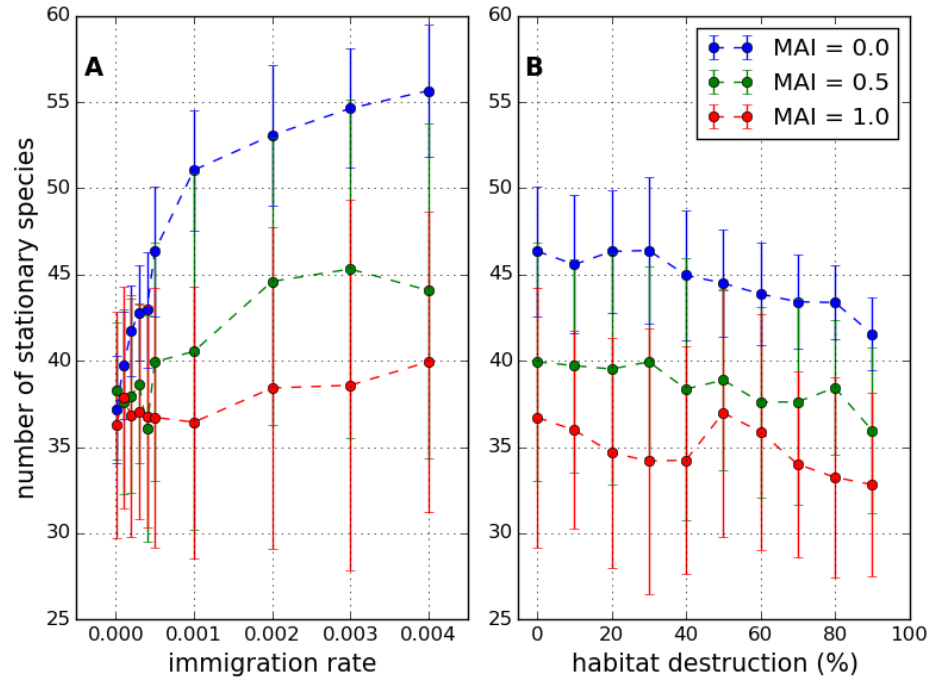 number of stationary species
60
55
50
45
40
35
30
25
A
0.000 0.001 0.002 0.003 0.004
immigration rate
60
55
50
45
40
35
30
25
B
MAI = 0.0
MAI = 0.5
MAI = 1.0
0 20 40 60 80 100
habitat destruction (%)